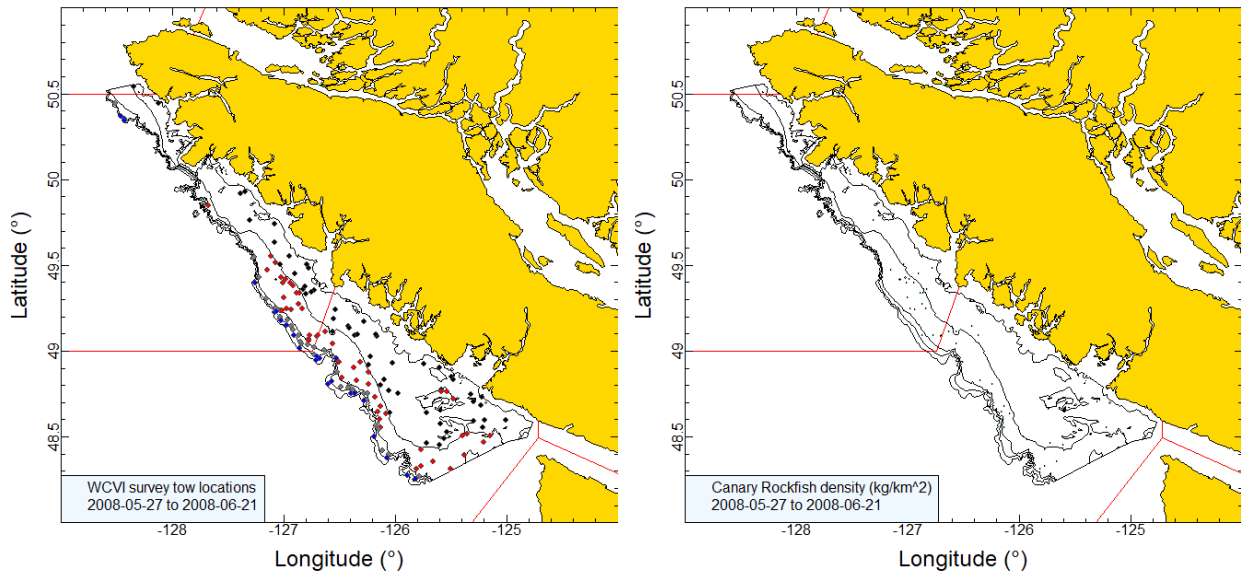 50.5
50
49.5
49
48.5
Latitude (°)
WCVI survey tow locations
2008-05-27 to 2008-06-21
-128
-127
-126
-125
Longitude (°)
50.5
50
49.5
49
48.5
Latitude (°)
Canary Rockfish density (kg/km^2)
2008-05-27 to 2008-06-21
-128
-127
-126
-125
Longitude (°)